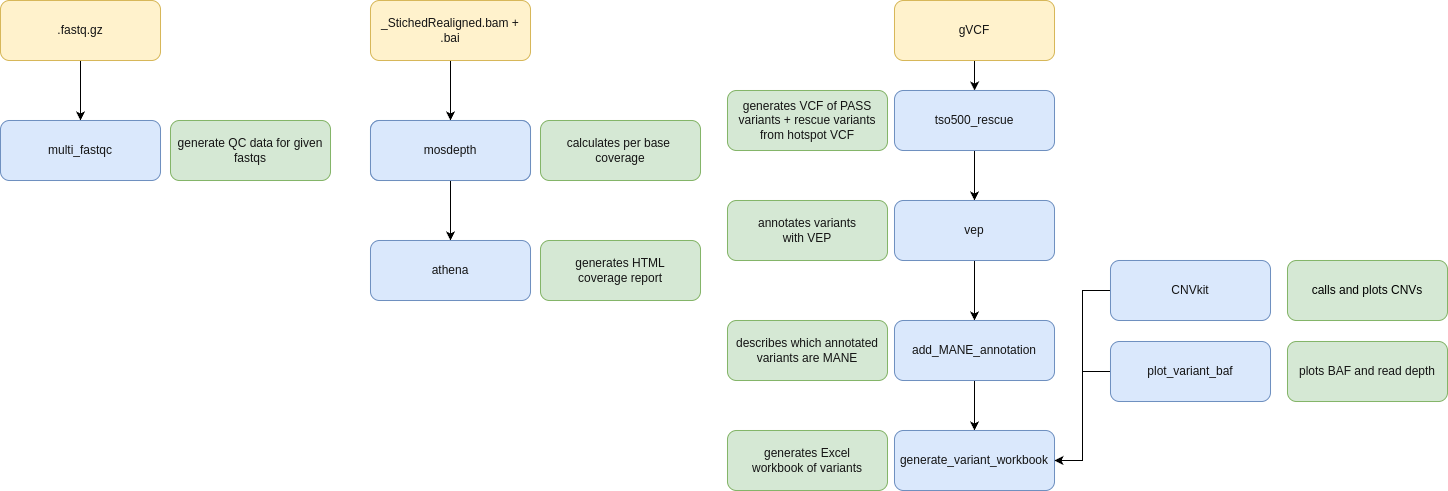 .fastq.gz
multi_fastqc
generate QC data for given
fastqs
_StichedRealigned.bam +
.bai
mosdepth
calculates per base
coverage
athena
generates HTML
coverage report
gVCF
generates VCF of PASS
variants + rescue variants
from hotspot VCF
tso500_rescue
annotates variants
with VEP
vep
describes which annotated
variants are MANE
add_MANE_annotation
generates Excel
workbook of variants
generate_variant_workbook
CNVkit
calls and plots CNVs
plot_variant_baf
plots BAF and read depth